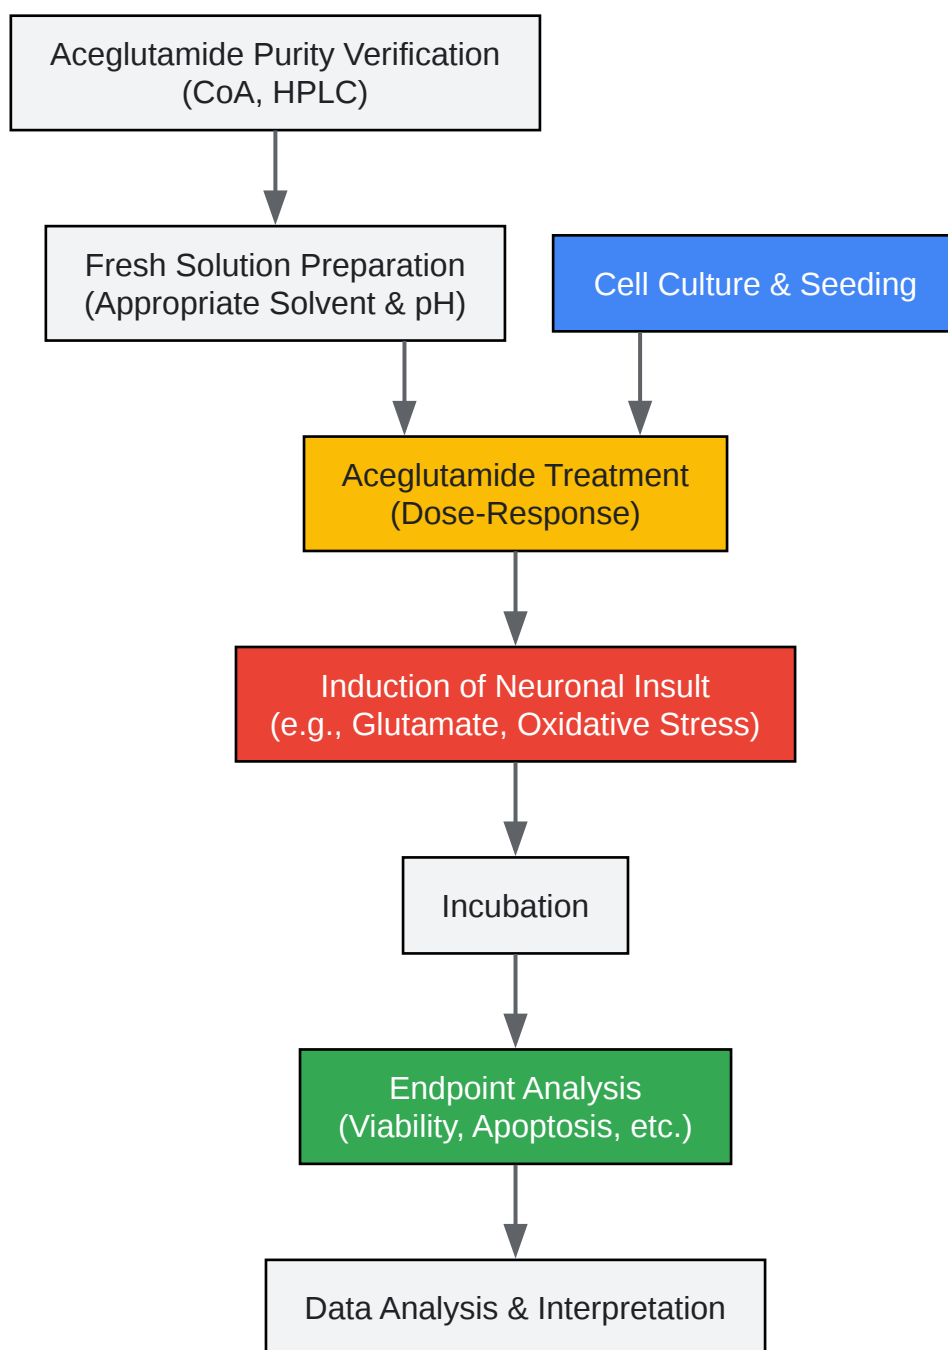 Aceglutamide Purity Verification
(CoA, HPLC)
Fresh Solution Preparation
(Appropriate Solvent & pH)
Cell Culture & Seeding
Aceglutamide Treatment
(Dose-Response)
Induction of Neuronal Insult
(e.g., Glutamate, Oxidative Stress)
Incubation
Endpoint Analysis
(Viability, Apoptosis, etc.)
Data Analysis & Interpretation